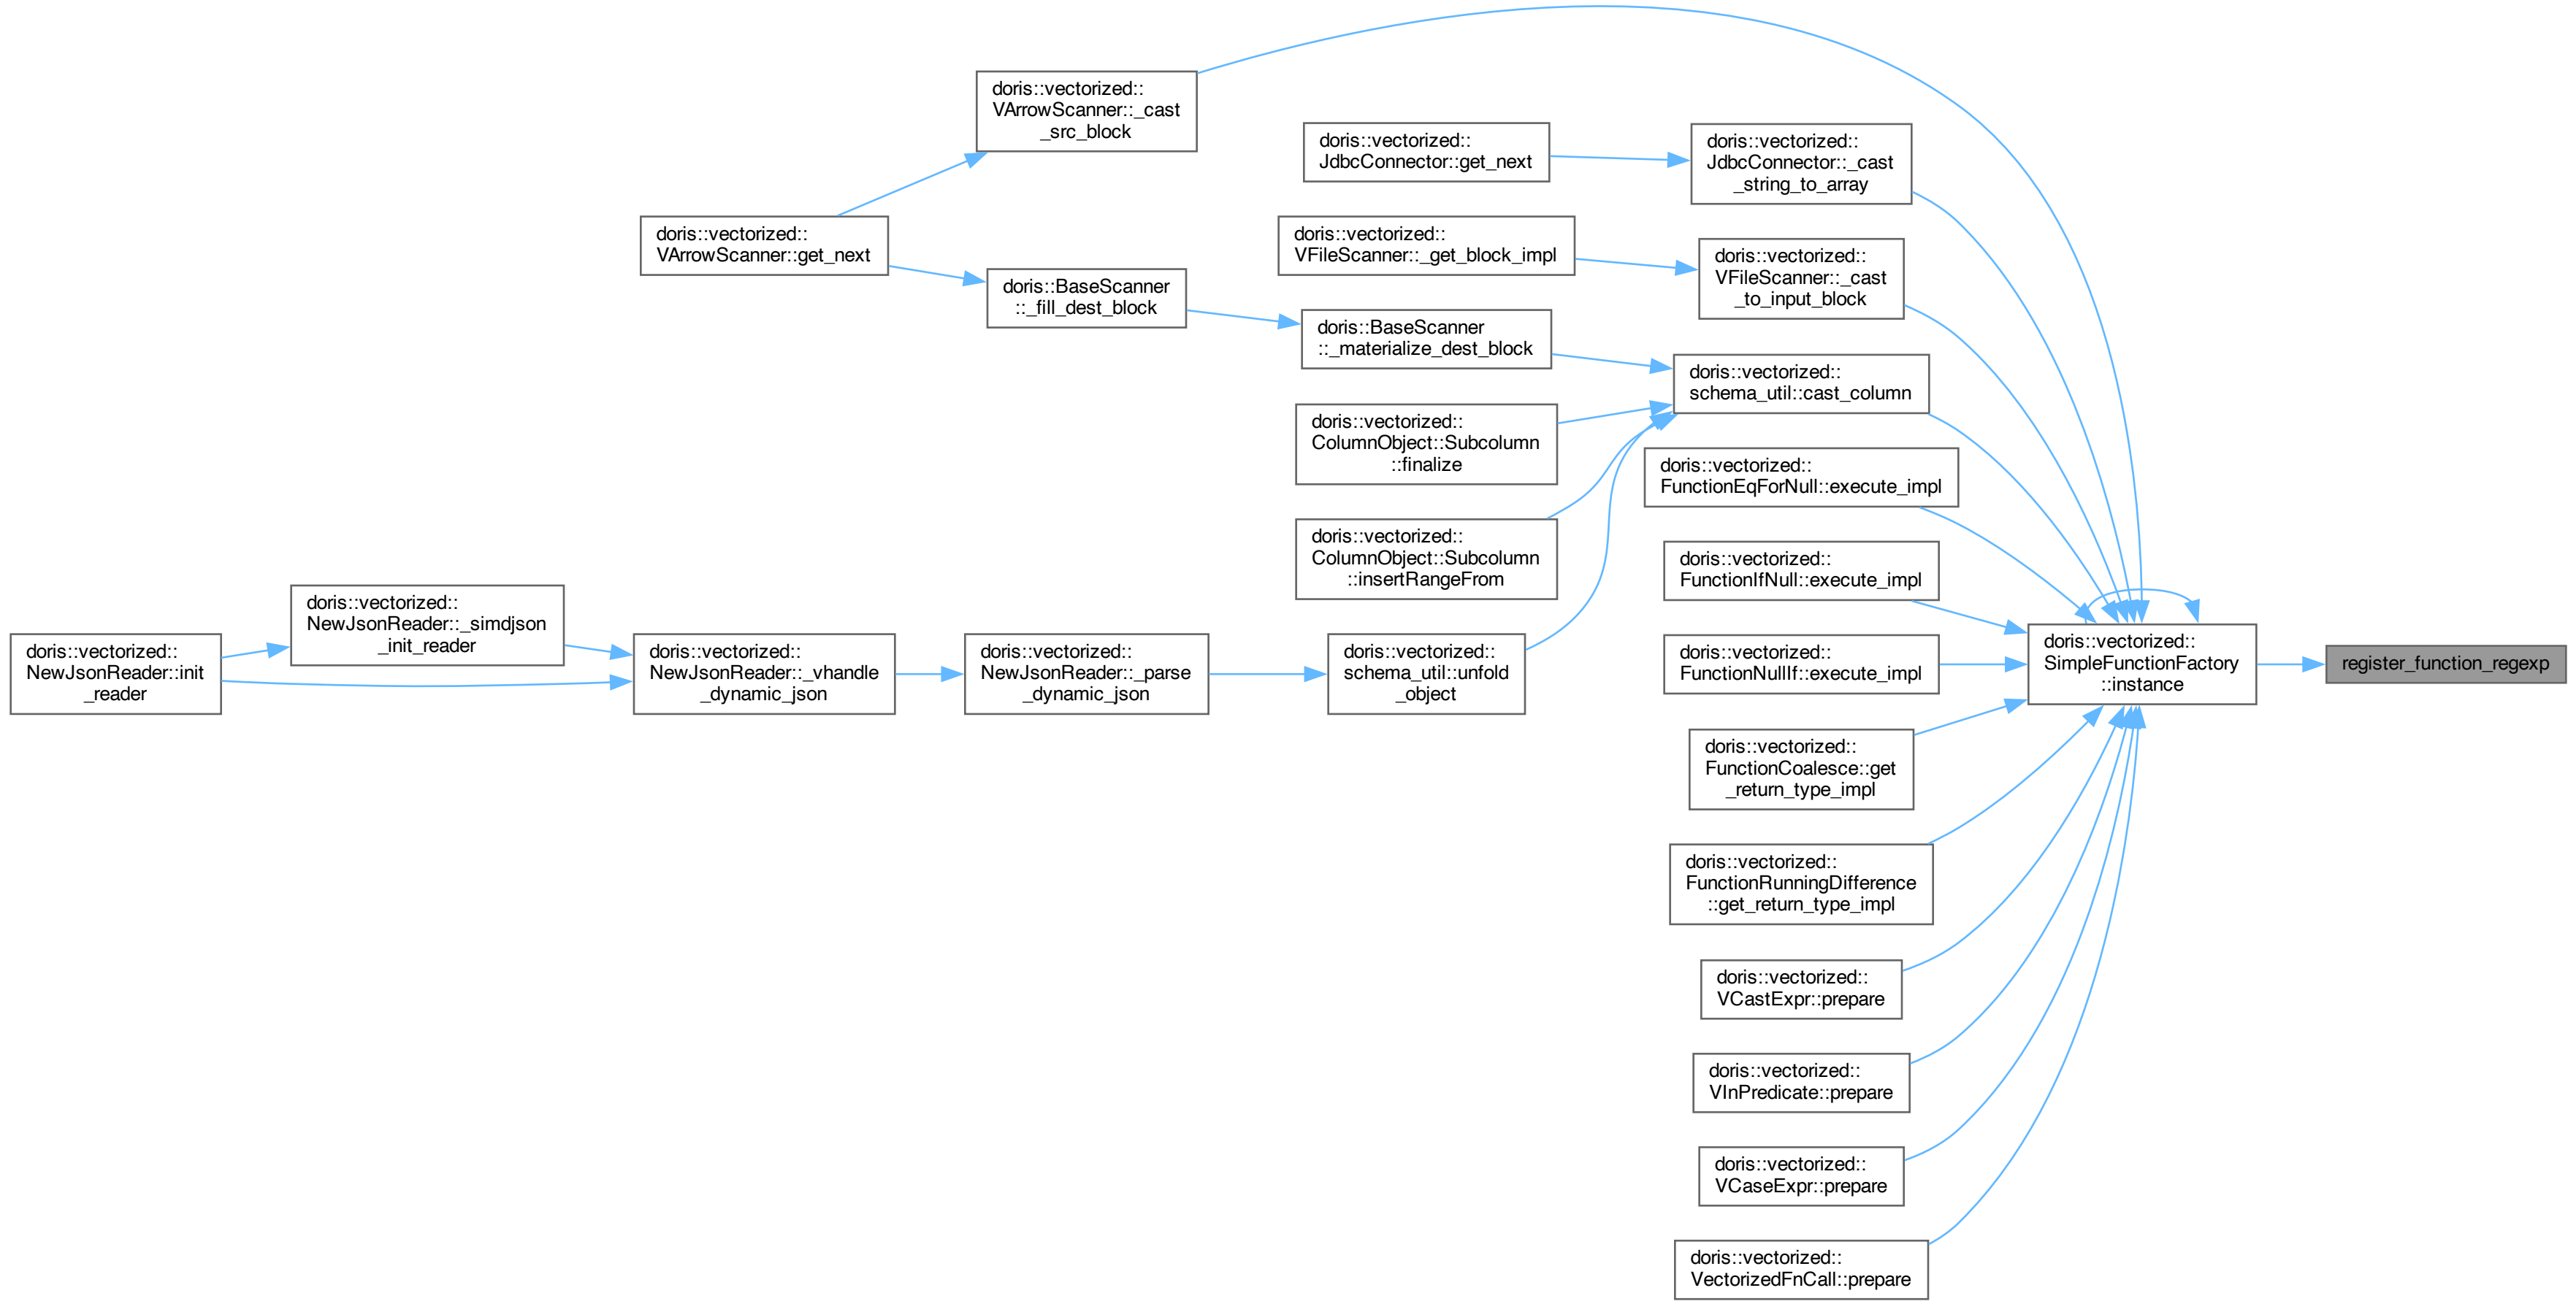 doris::vectorized::
VArrowScanner::_cast
_src_block
doris::vectorized::
JdbcConnector::get_next
doris::vectorized::
JdbcConnector::_cast
_string_to_array
doris::vectorized::
VArrowScanner::get_next
doris::vectorized::
VFileScanner::_get_block_impl
doris::vectorized::
VFileScanner::_cast
_to_input_block
doris::BaseScanner
::_fill_dest_block
doris::BaseScanner
::_materialize_dest_block
doris::vectorized::
schema_util::cast_column
doris::vectorized::
ColumnObject::Subcolumn
::finalize
doris::vectorized::
FunctionEqForNull::execute_impl
doris::vectorized::
ColumnObject::Subcolumn
::insertRangeFrom
doris::vectorized::
FunctionIfNull::execute_impl
doris::vectorized::
NewJsonReader::init
_reader
doris::vectorized::
NewJsonReader::_simdjson
_init_reader
doris::vectorized::
NewJsonReader::_vhandle
_dynamic_json
doris::vectorized::
NewJsonReader::_parse
_dynamic_json
doris::vectorized::
schema_util::unfold
_object
doris::vectorized::
FunctionNullIf::execute_impl
doris::vectorized::
SimpleFunctionFactory
::instance
register_function_regexp
doris::vectorized::
FunctionCoalesce::get
_return_type_impl
doris::vectorized::
FunctionRunningDifference
::get_return_type_impl
doris::vectorized::
VCastExpr::prepare
doris::vectorized::
VInPredicate::prepare
doris::vectorized::
VCaseExpr::prepare
doris::vectorized::
VectorizedFnCall::prepare